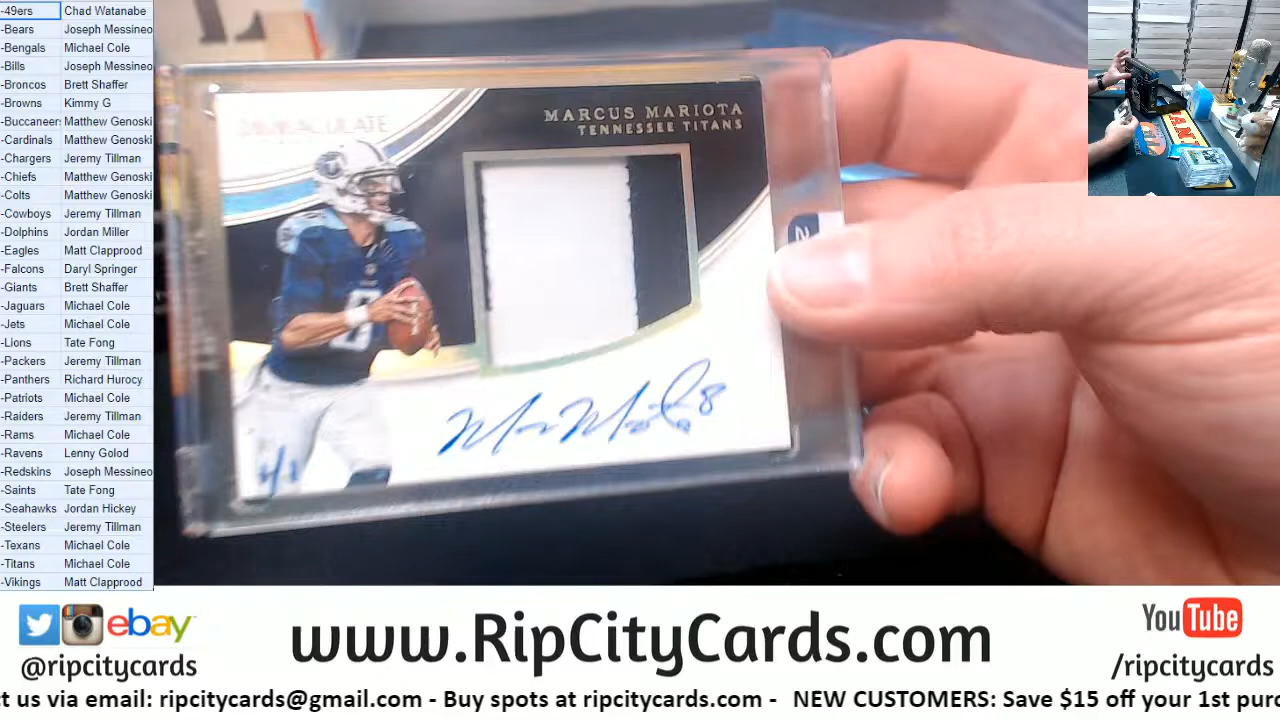 -49ers Chad Watanabe
-Bears Joseph Messineo
-Bengals Michael Cole
-Bills Joseph Messineo
-Broncos Brett Shaffer
-Browns Kimmy G
-Buccaneers Matthew Genoski
-Cardinals Matthew Genoski
-Chargers Jeremy Tillman
-Chiefs Matthew Genoski
-Colts Matthew Genoski
-Cowboys Jeremy Tillman
-Dolphins Jordan Miller
-Eagles Matt Clapprood
-Falcons Daryl Springer
-Giants Brett Shaffer
-Jaguars Michael Cole
-Jets Michael Cole
-Lions Tate Fong
-Packers Jeremy Tillman
-Panthers Richard Hurocy
-Patriots Michael Cole
-Raiders Jeremy Tillman
-Rams Michael Cole
-Ravens Lenny Golod
-Redskins Joseph Messineo
-Saints Tate Fong
-Seahawks Jordan Hickey
-Steelers Jeremy Tillman
-Texans Michael Cole
-Titans Michael Cole
-Vikings Matt Clapprood
IMMACULATE
MARCUS MARIOTA
TENNESSEE TITANS
8
ebay
@ripcitycards
www.RipCityCards.com
YouTube
/ripcitycards
ct us via email: ripcitycards@gmail.com - Buy spots at ripcitycards.com - NEW CUSTOMERS: Save $15 off your 1st purc